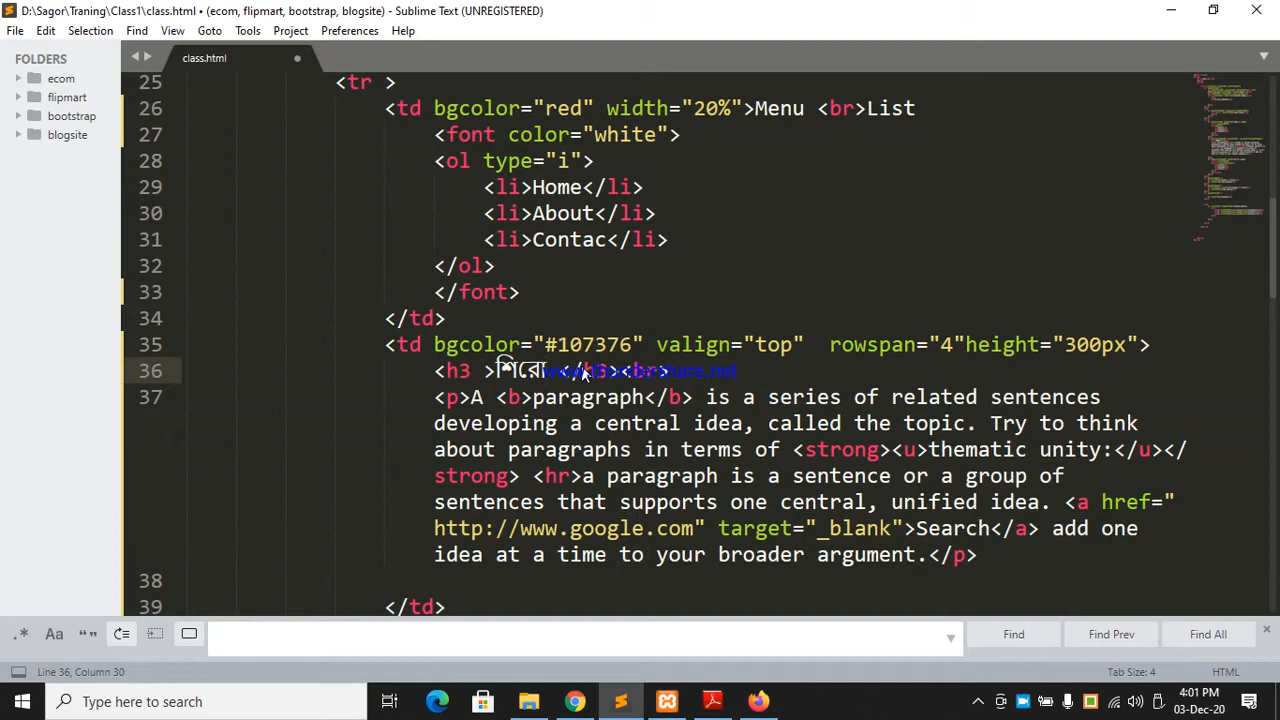 D:\Sagor\Traning\Class1\class.html • (ecom, flipmart, bootstrap, blogsite) - Sublime Text (UNREGISTERED)
File Edit Selection Find View Goto Tools Project Preferences Help
FOLDERS
ecom
flipmart
bootstrap
blogsite
class.html
25 <tr >
26 <td bgcolor="red" width="20%">Menu <br>List
27 <font color="white">
28 <ol type="i">
29 <li>Home</li>
30 <li>About</li>
31 <li>Contac</li>
32 </ol>
33 </font>
34 </td>
35 <td bgcolor="#107376" valign="top" rowspan="4"height="300px">
36 <h3 >শিরো </h3><br>
www.thundershare.net
37 <p>A <b>paragraph</b> is a series of related sentences
developing a central idea, called the topic. Try to think
about paragraphs in terms of <strong><u>thematic unity:</u></
strong> <hr>a paragraph is a sentence or a group of
sentences that supports one central, unified idea. <a href="
http://www.google.com" target="_blank">Search</a> add one
idea at a time to your broader argument.</p>
38
39 </td>
.* Aa “” Find Find Prev Find All
Line 36, Column 30 Tab Size: 4 HTML
Type here to search
4:01 PM
03-Dec-20